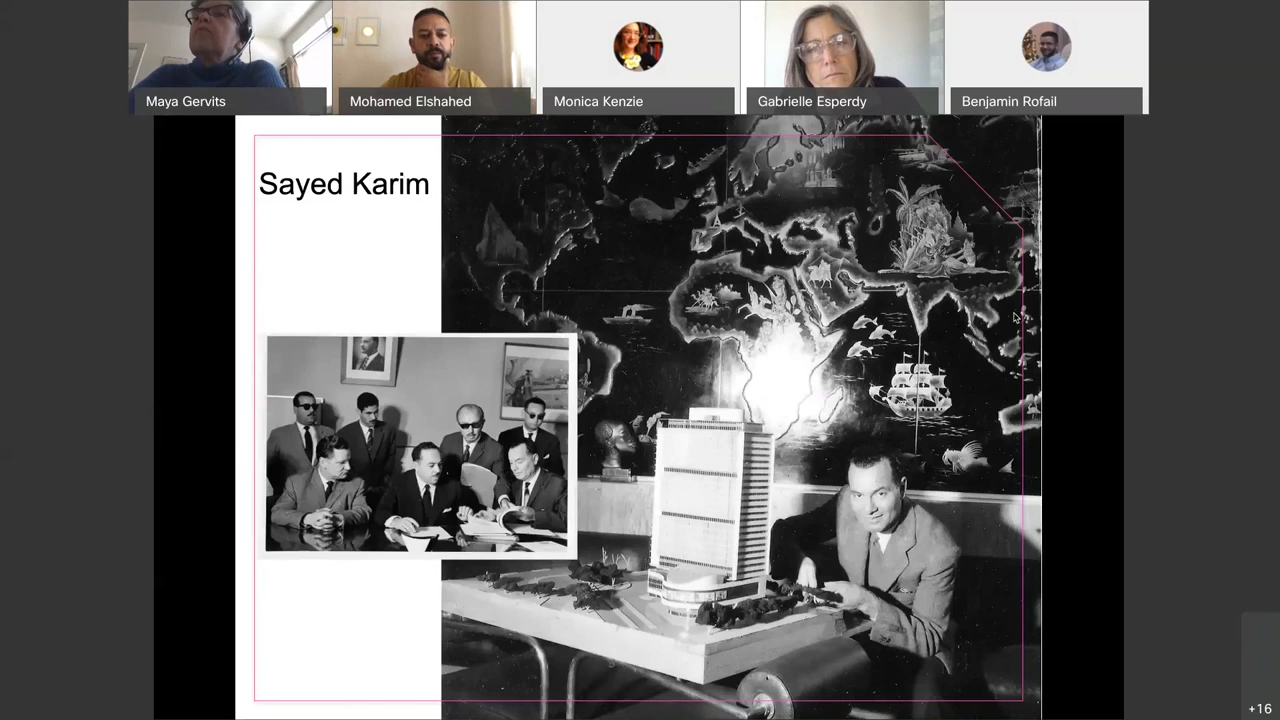 Maya Gervits
Mohamed Elshahed
Monica Kenzie
Gabrielle Esperdy
Benjamin Rofail
Sayed Karim
+16